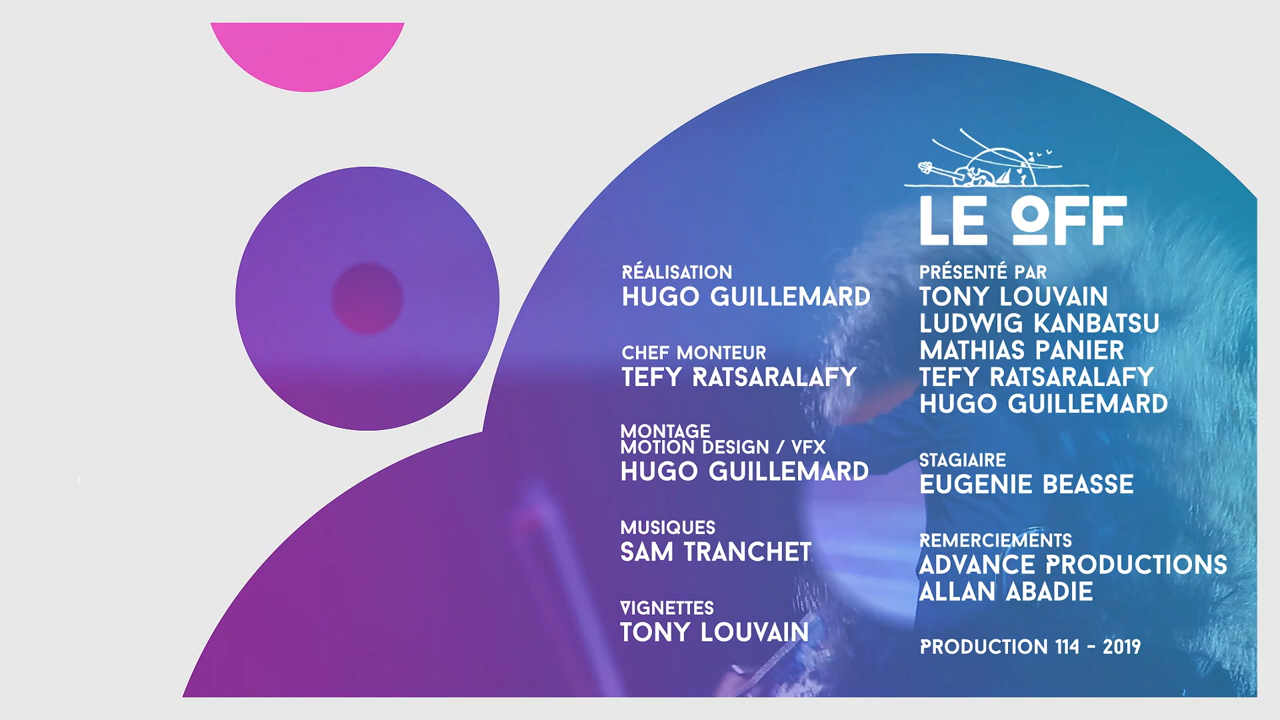 LE OFF
RÉALISATION
HUGO GUILLEMARD
CHEF MONTEUR
TEFY RATSARALAFY
MONTAGE
MOTION DESIGN / VFX
HUGO GUILLEMARD
MUSIQUES
SAM TRANCHET
VIGNETTES
TONY LOUVAIN
PRÉSENTÉ PAR
TONY LOUVAIN
LUDWIG KANBATSU
MATHIAS PANIER
TEFY RATSARALAFY
HUGO GUILLEMARD
STAGIAIRE
EUGENIE BEASSE
REMERCIEMENTS
ADVANCE PRODUCTIONS
ALLAN ABADIE
PRODUCTION 114 - 2019